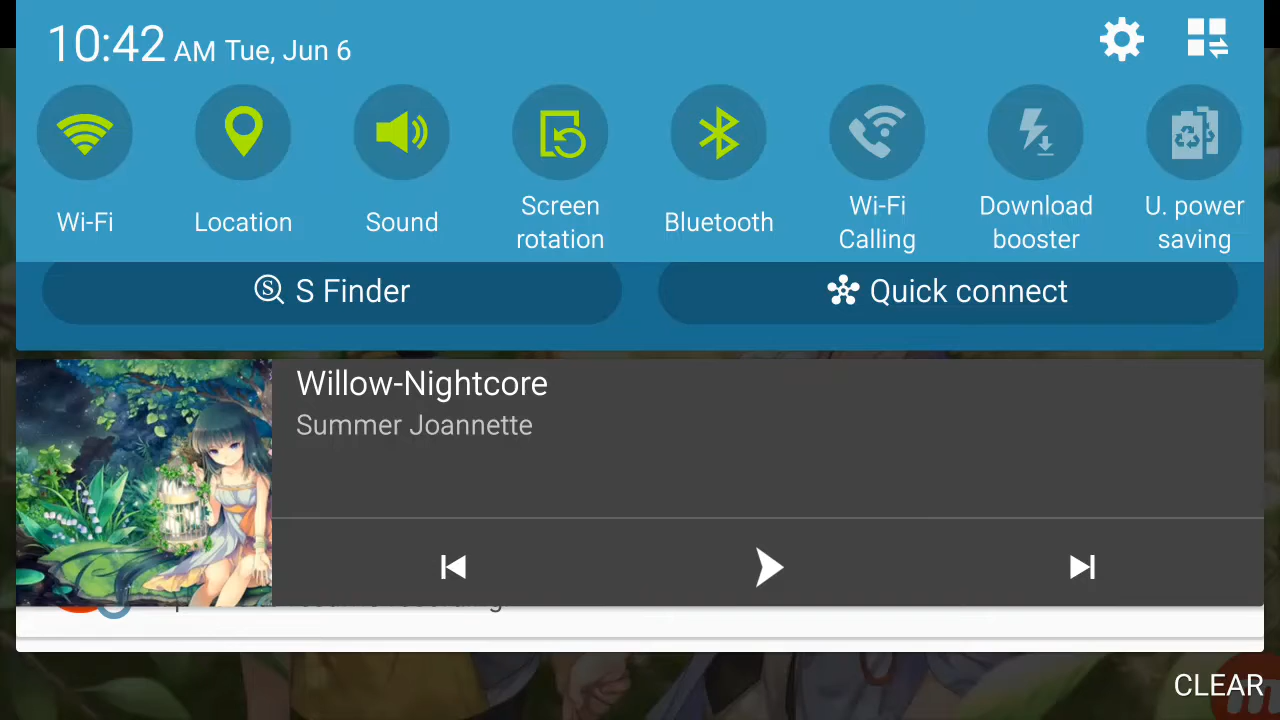 10:42 AM Tue, Jun 6
Wi-Fi
Location
Sound
Screen
rotation
Bluetooth
Wi-Fi
Calling
Download
booster
U. power
saving
S Finder
Quick connect
Willow-Nightcore
Summer Joannette
CLEAR